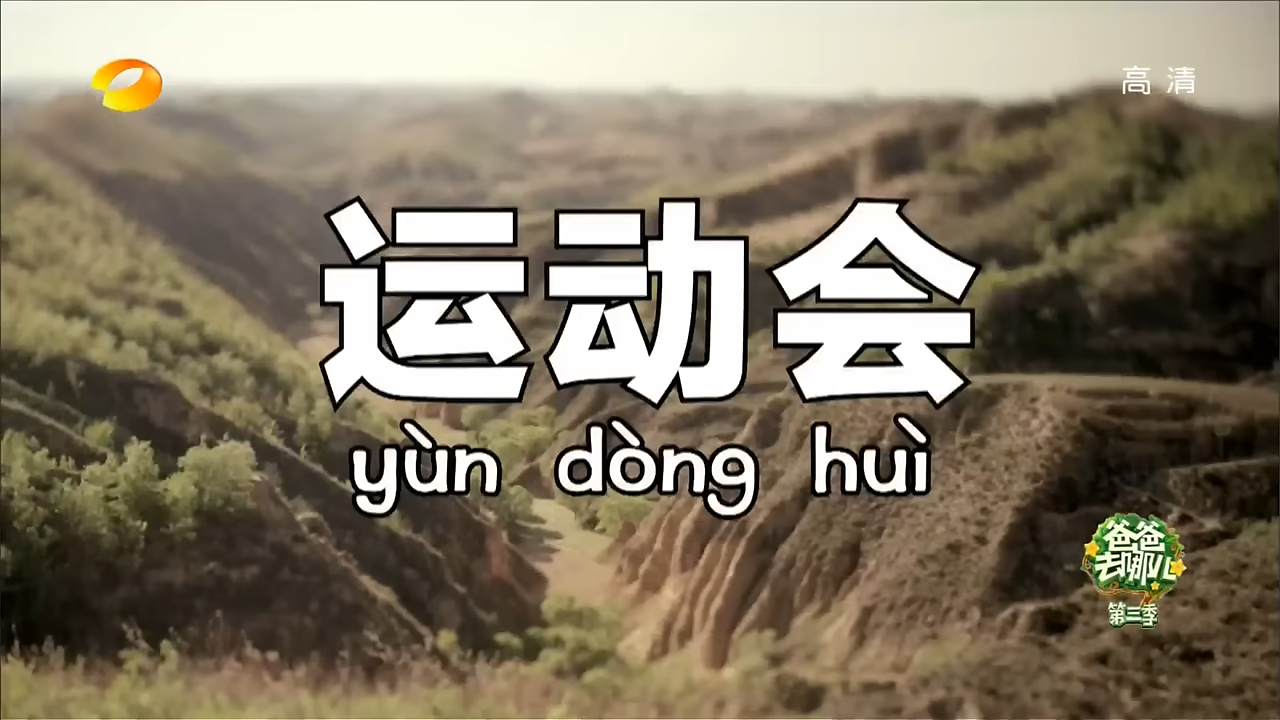 高清
运动会
yùn dòng huì
爸爸
去哪儿
第三季